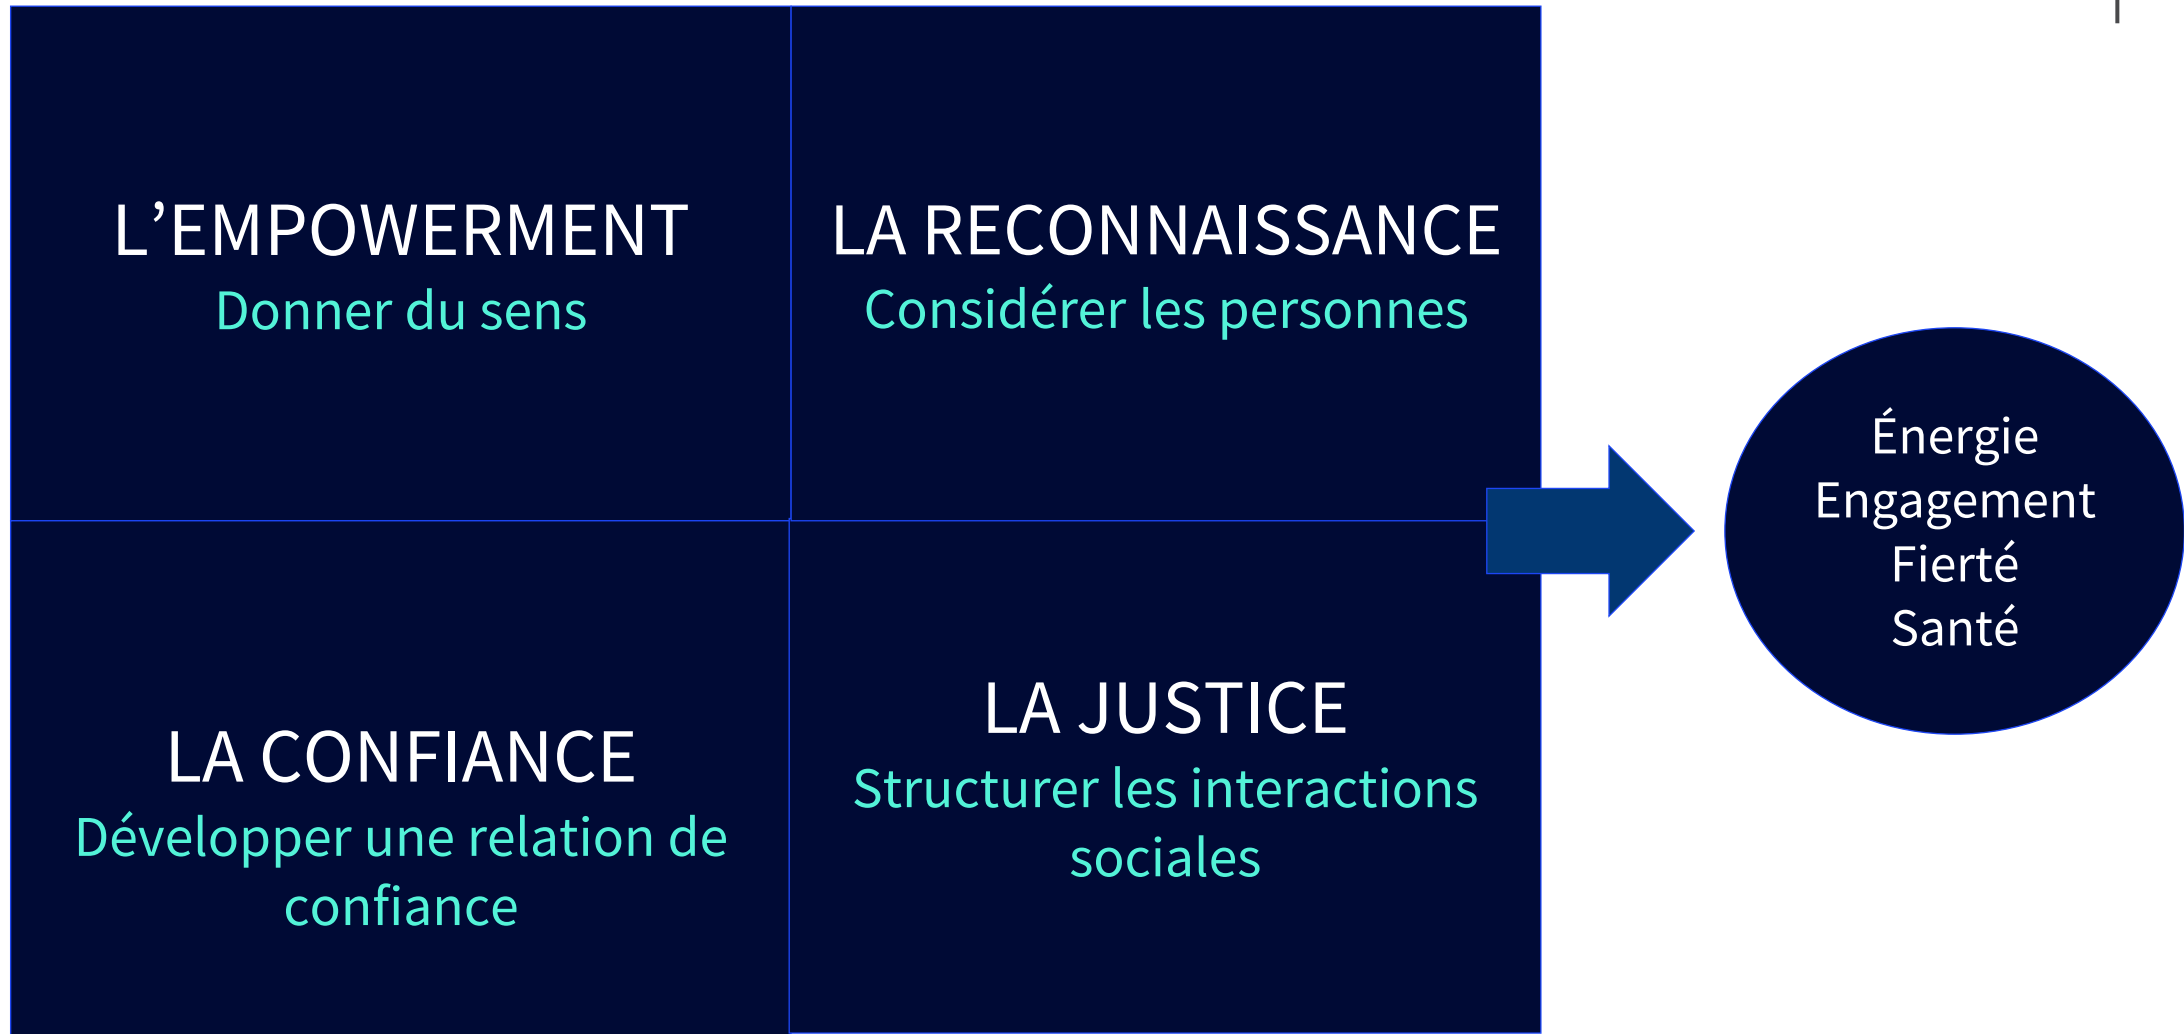 L’EMPOWERMENT
Donner du sens
LA RECONNAISSANCE
Considérer les personnes
LA CONFIANCE
Développer une relation de
confiance
LA JUSTICE
Structurer les interactions
sociales
Énergie
Engagement
Fierté
Santé